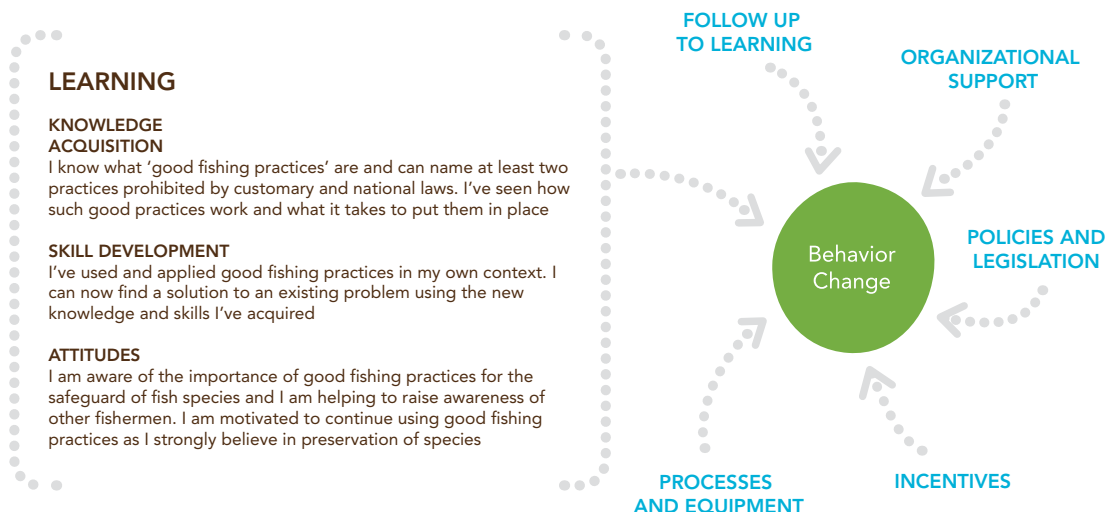 LEARNING
KNOWLEDGE
ACQUISITION
I know what ‘good fishing practices’ are and can name at least two
practices prohibited by customary and national laws. I’ve seen how
such good practices work and what it takes to put them in place
SKILL DEVELOPMENT
I’ve used and applied good fishing practices in my own context. I
can now find a solution to an existing problem using the new
knowledge and skills I’ve acquired
ATTITUDES
I am aware of the importance of good fishing practices for the
safeguard of fish species and I am helping to raise awareness of
other fishermen. I am motivated to continue using good fishing
practices as I strongly believe in preservation of species
FOLLOW UP
TO LEARNING
ORGANIZATIONAL
SUPPORT
Behavior
Change
POLICIES AND
LEGISLATION
PROCESSES
AND EQUIPMENT
INCENTIVES